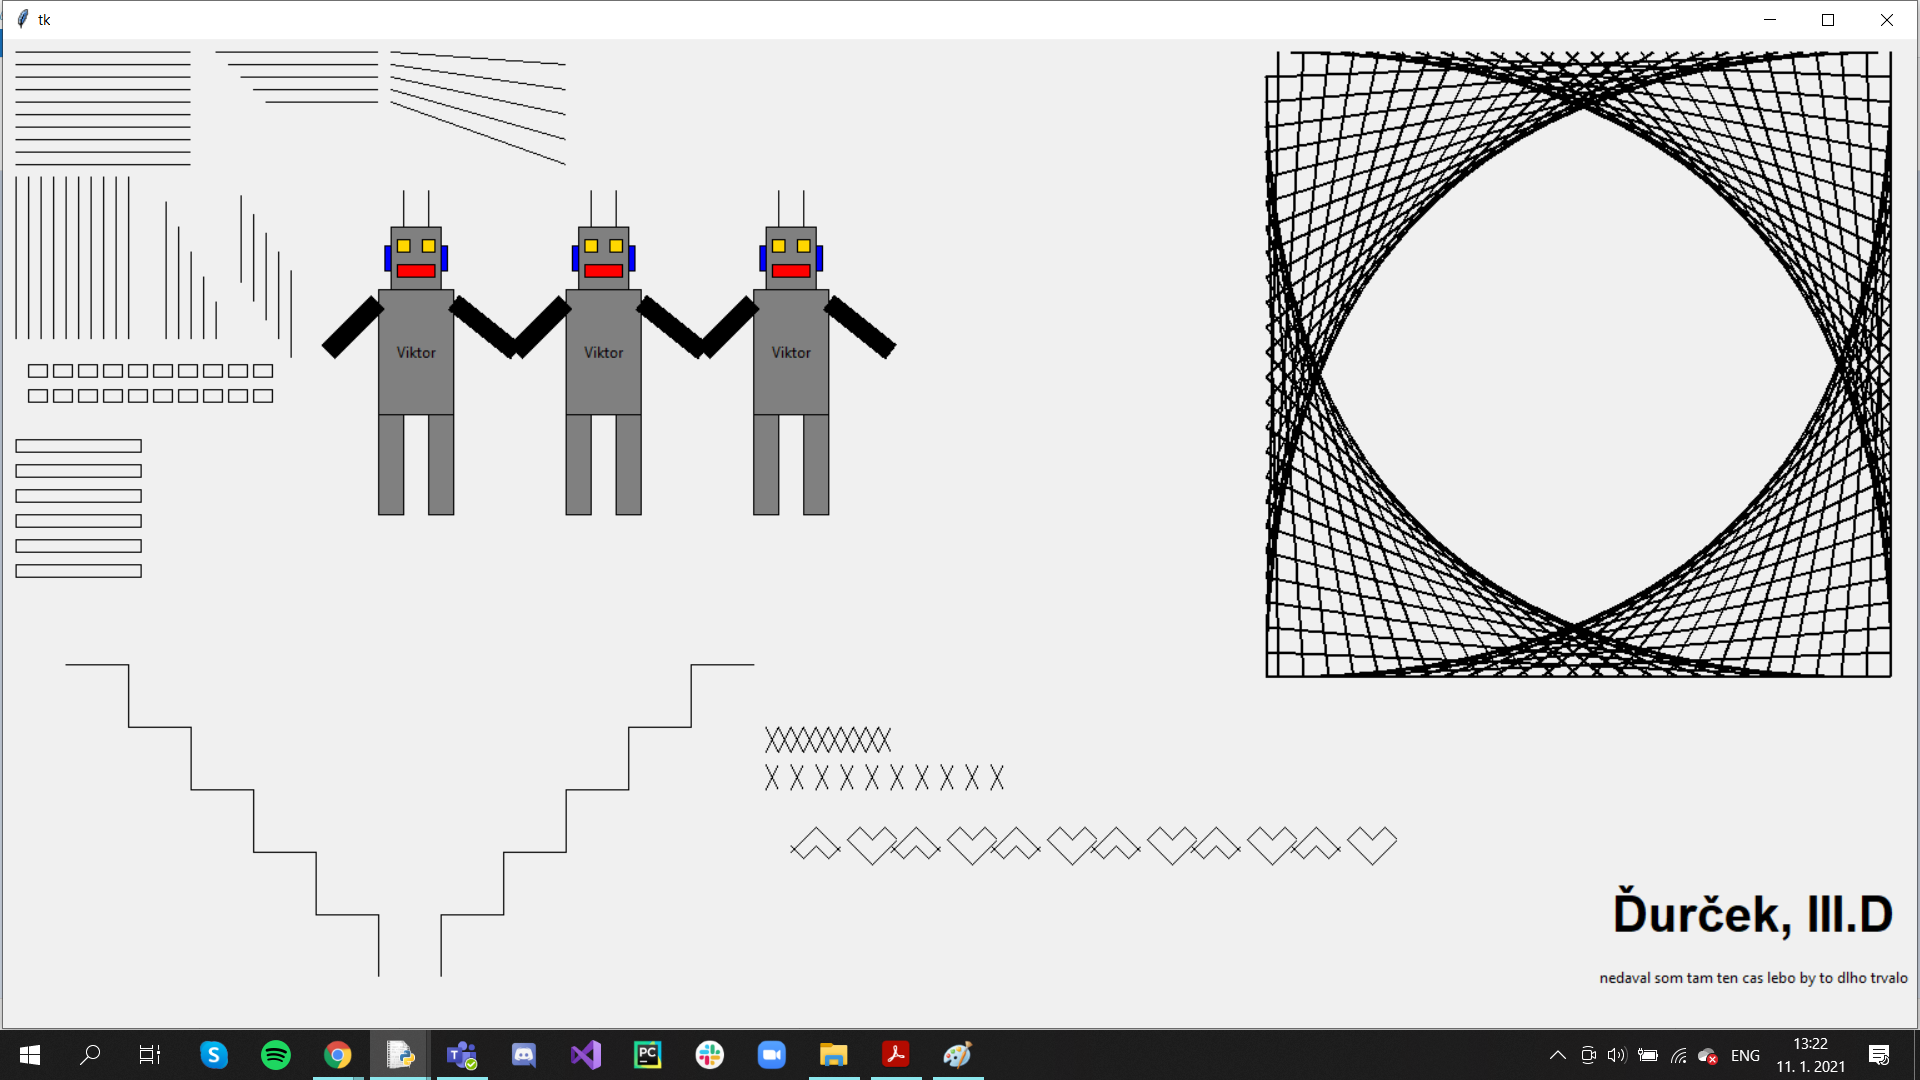 tk
Viktor
Viktor
Viktor
Ďurček, III.D
nedaval som tam ten cas lebo by to dlho trvalo
ENG
13:22
11. 1. 2021